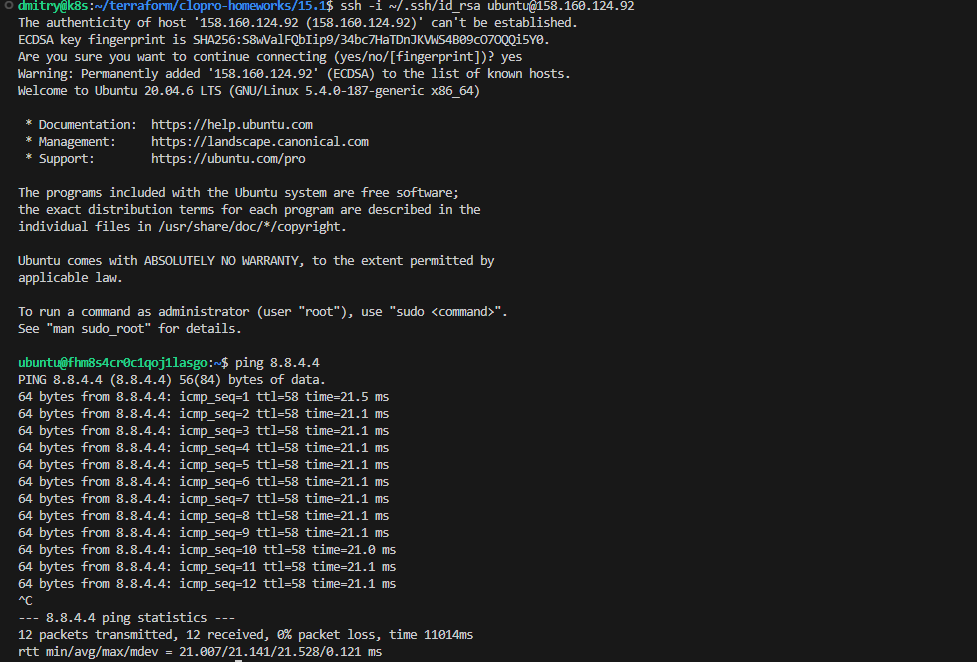 dmitry@k8s:~/terraform/clopro-homeworks/15.1$ ssh -i ~/.ssh/id_rsa ubuntu@158.160.124.92
The authenticity of host '158.160.124.92 (158.160.124.92)' can't be established.
ECDSA key fingerprint is SHA256:S8wValFQbIip9/34bc7HaTDnJKVWS4B09cO7OQQi5Y0.
Are you sure you want to continue connecting (yes/no/[fingerprint])? yes
Warning: Permanently added '158.160.124.92' (ECDSA) to the list of known hosts.
Welcome to Ubuntu 20.04.6 LTS (GNU/Linux 5.4.0-187-generic x86_64)
* Documentation:  https://help.ubuntu.com
* Management:     https://landscape.canonical.com
* Support:        https://ubuntu.com/pro
The programs included with the Ubuntu system are free software;
the exact distribution terms for each program are described in the
individual files in /usr/share/doc/*/copyright.
Ubuntu comes with ABSOLUTELY NO WARRANTY, to the extent permitted by
applicable law.
To run a command as administrator (user "root"), use "sudo <command>".
See "man sudo_root" for details.
ubuntu@fhm8s4cr0c1qoj1lasgo:~$ ping 8.8.4.4
PING 8.8.4.4 (8.8.4.4) 56(84) bytes of data.
64 bytes from 8.8.4.4: icmp_seq=1 ttl=58 time=21.5 ms
64 bytes from 8.8.4.4: icmp_seq=2 ttl=58 time=21.1 ms
64 bytes from 8.8.4.4: icmp_seq=3 ttl=58 time=21.1 ms
64 bytes from 8.8.4.4: icmp_seq=4 ttl=58 time=21.1 ms
64 bytes from 8.8.4.4: icmp_seq=5 ttl=58 time=21.1 ms
64 bytes from 8.8.4.4: icmp_seq=6 ttl=58 time=21.1 ms
64 bytes from 8.8.4.4: icmp_seq=7 ttl=58 time=21.1 ms
64 bytes from 8.8.4.4: icmp_seq=8 ttl=58 time=21.1 ms
64 bytes from 8.8.4.4: icmp_seq=9 ttl=58 time=21.1 ms
64 bytes from 8.8.4.4: icmp_seq=10 ttl=58 time=21.0 ms
64 bytes from 8.8.4.4: icmp_seq=11 ttl=58 time=21.1 ms
64 bytes from 8.8.4.4: icmp_seq=12 ttl=58 time=21.1 ms
^C
--- 8.8.4.4 ping statistics ---
12 packets transmitted, 12 received, 0% packet loss, time 11014ms
rtt min/avg/max/mdev = 21.007/21.141/21.528/0.121 ms